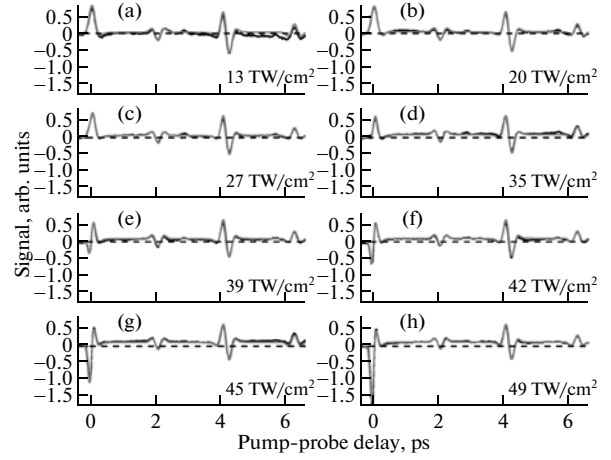 (a) (b)
0.5 0.5
0 0
−0.5 −0.5
−1.0 −1.0
−1.5 13 TW/cm² −1.5 20 TW/cm²
(c) (d)
0.5 0.5
0 0
−0.5 −0.5
−1.0 −1.0
−1.5 27 TW/cm² −1.5 35 TW/cm²
Signal, arb. units
(e) (f)
0.5 0.5
0 0
−0.5 −0.5
−1.0 −1.0
−1.5 39 TW/cm² −1.5 42 TW/cm²
(g) (h)
0.5 0.5
0 0
−0.5 −0.5
−1.0 −1.0
−1.5 45 TW/cm² −1.5 49 TW/cm²
0 2 4 6 0 2 4 6
Pump-probe delay, ps